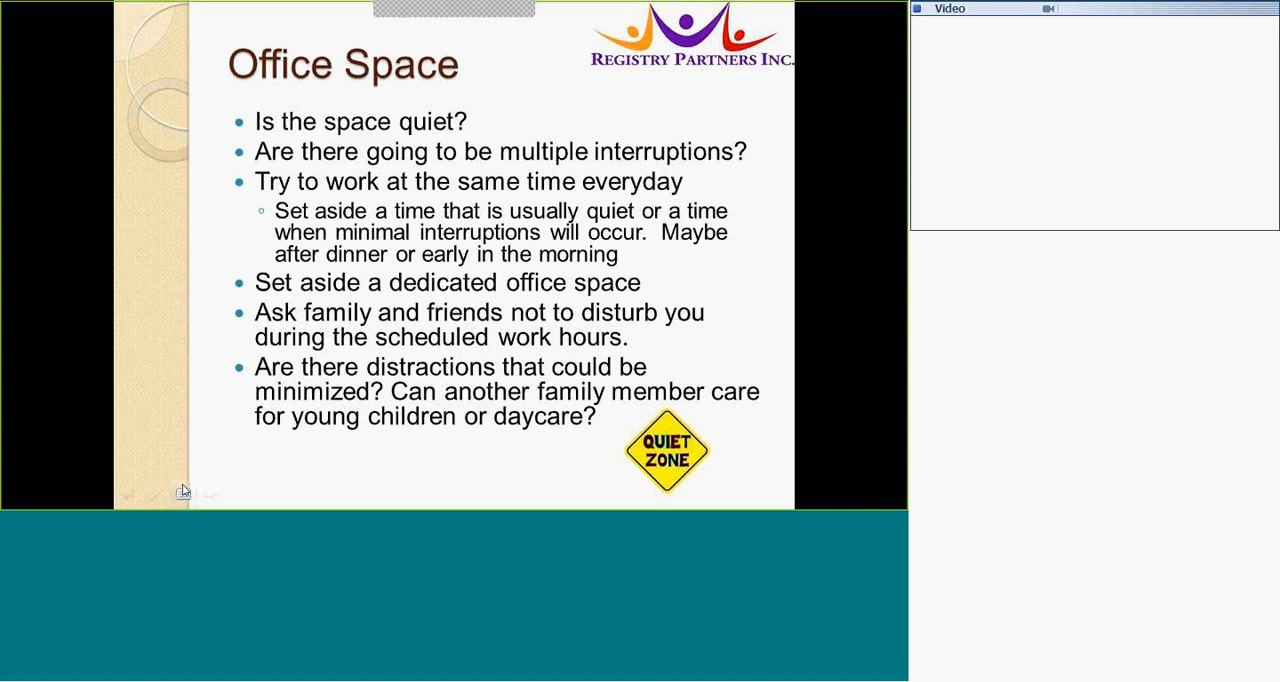 Video
REGISTRY PARTNERS INC.
Office Space
Is the space quiet?
Are there going to be multiple interruptions?
Try to work at the same time everyday
Set aside a time that is usually quiet or a time
when minimal interruptions will occur.  Maybe
after dinner or early in the morning
Set aside a dedicated office space
Ask family and friends not to disturb you
during the scheduled work hours.
Are there distractions that could be
minimized? Can another family member care
for young children or daycare?
QUIET
ZONE